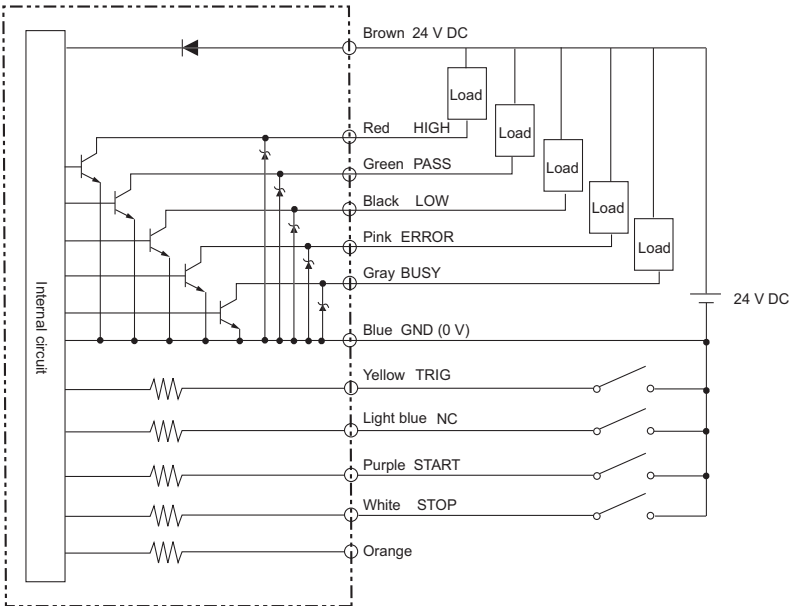 Brown 24 V DC
Load
Red HIGH
Load
Green PASS
Load
Black LOW
Load
Pink ERROR
Load
Gray BUSY
24 V DC
Internal circuit
Blue GND (0 V)
Yellow TRIG
Light blue NC
Purple START
White STOP
Orange